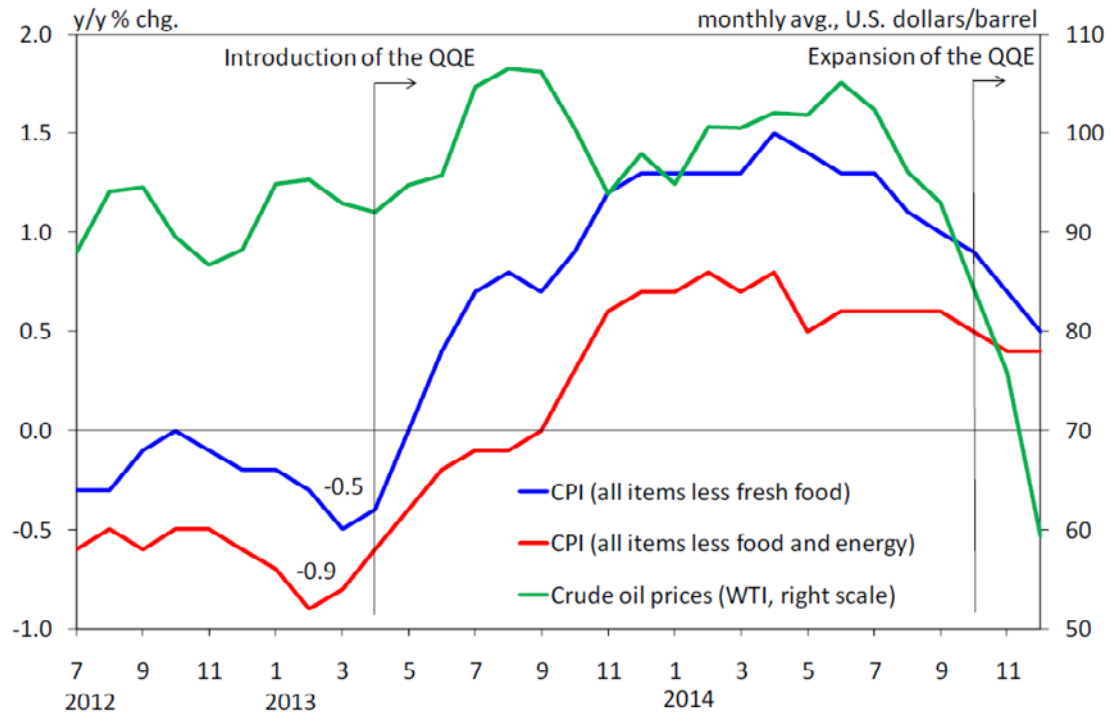 y/y % chg.
monthly avg., U.S. dollars/barrel
2.0
110
Introduction of the QQE
Expansion of the QQE
1.5
100
1.0
90
0.5
80
0.0
70
-0.5
CPI (all items less fresh food)
-0.5
60
CPI (all items less food and energy)
-0.9
Crude oil prices (WTI, right scale)
-1.0
50
7 9 11 1 3 5 7 9 11 1 3 5 7 9 11
2012 2013 2014